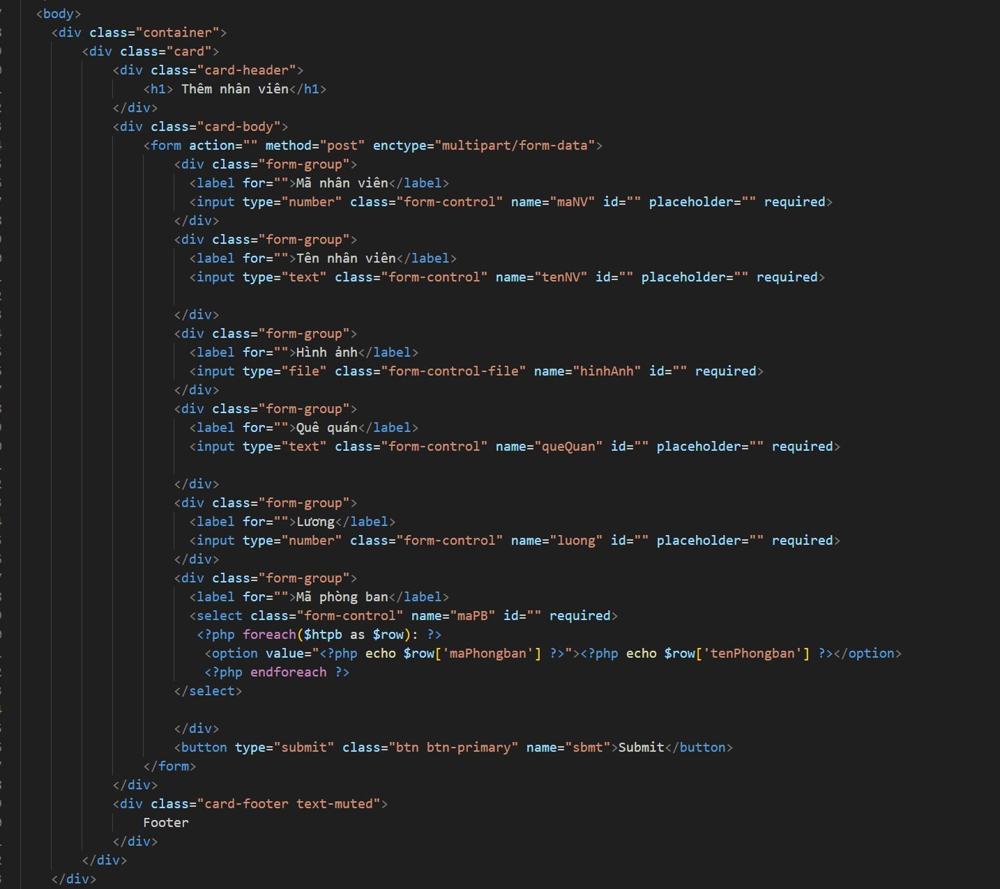 <body>
<div class="container">
<div class="card">
<div class="card-header">
<h1> Thêm nhân viên</h1>
</div>
<div class="card-body">
<form action="" method="post" enctype="multipart/form-data">
<div class="form-group">
<label for="">Mã nhân viên</label>
<input type="number" class="form-control" name="maNV" id="" placeholder="" required>
</div>
<div class="form-group">
<label for="">Tên nhân viên</label>
<input type="text" class="form-control" name="tenNV" id="" placeholder="" required>
</div>
<div class="form-group">
<label for="">Hình ảnh</label>
<input type="file" class="form-control-file" name="hinhAnh" id="" required>
</div>
<div class="form-group">
<label for="">Quê quán</label>
<input type="text" class="form-control" name="queQuan" id="" placeholder="" required>
</div>
<div class="form-group">
<label for="">Lương</label>
<input type="number" class="form-control" name="luong" id="" placeholder="" required>
</div>
<div class="form-group">
<label for="">Mã phòng ban</label>
<select class="form-control" name="maPB" id="" required>
<?php foreach($htpb as $row): ?>
<option value="<?php echo $row['maPhongban'] ?>"><?php echo $row['tenPhongban'] ?></option>
<?php endforeach ?>
</select>
</div>
<button type="submit" class="btn btn-primary" name="sbmt">Submit</button>
</form>
</div>
<div class="card-footer text-muted">
Footer
</div>
</div>
</div>